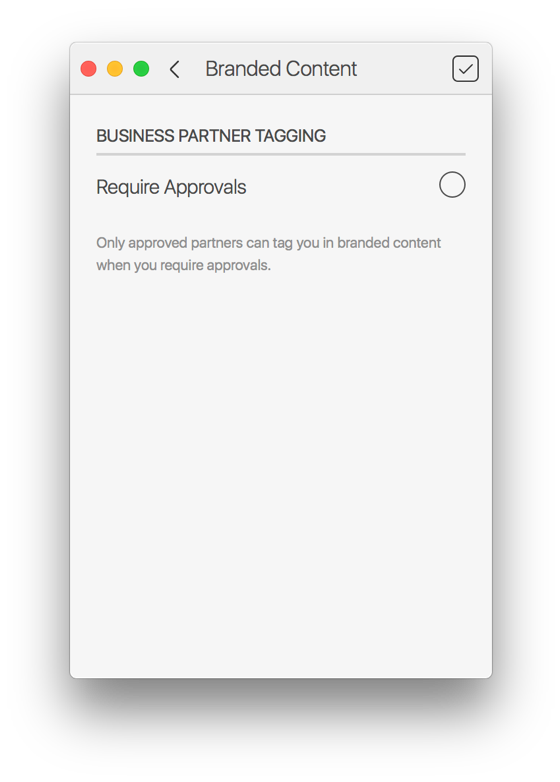 Branded Content
BUSINESS PARTNER TAGGING
Require Approvals
Only approved partners can tag you in branded content
when you require approvals.